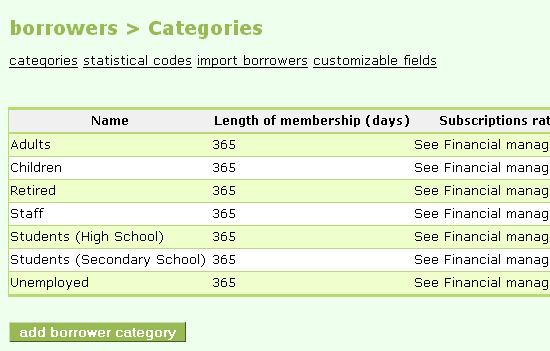 borrowers > Categories
categories statistical codes import borrowers customizable fields
Name Length of membership (days) Subscriptions rat
Adults 365 See Financial manag
Children 365 See Financial manag
Retired 365 See Financial manag
Staff 365 See Financial manag
Students (High School) 365 See Financial manag
Students (Secondary School) 365 See Financial manag
Unemployed 365 See Financial manag
add borrower category